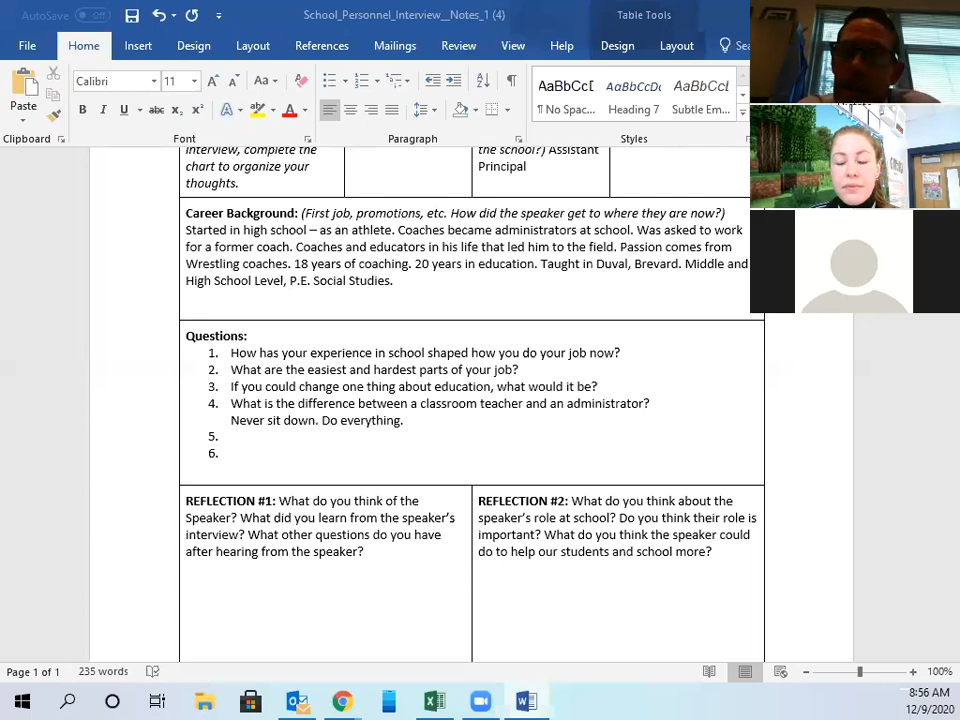 AutoSave Off School_Personnel_Interview__Notes_1 (4) Table Tools
File Home Insert Design Layout References Mailings Review View Help Design Layout Sea
Paste Calibri 11 A A Aa AaBbCcD AaBbCcDc AaBbCcD
B I U abc x₂ x² A A ¶ No Spac... Heading 7 Subtle Em...
Clipboard Font Paragraph Styles
interview, complete the the school?) Assistant
chart to organize your Principal
thoughts.
Career Background: (First job, promotions, etc. How did the speaker get to where they are now?)
Started in high school – as an athlete. Coaches became administrators at school. Was asked to work
for a former coach. Coaches and educators in his life that led him to the field. Passion comes from
Wrestling coaches. 18 years of coaching. 20 years in education. Taught in Duval, Brevard. Middle and
High School Level, P.E. Social Studies.
Questions:
1. How has your experience in school shaped how you do your job now?
2. What are the easiest and hardest parts of your job?
3. If you could change one thing about education, what would it be?
4. What is the difference between a classroom teacher and an administrator?
Never sit down. Do everything.
5.
6.
REFLECTION #1: What do you think of the
Speaker? What did you learn from the speaker's
interview? What other questions do you have
after hearing from the speaker?
REFLECTION #2: What do you think about the
speaker's role at school? Do you think their role is
important? What do you think the speaker could
do to help our students and school more?
Page 1 of 1 235 words 100%
8:56 AM
12/9/2020